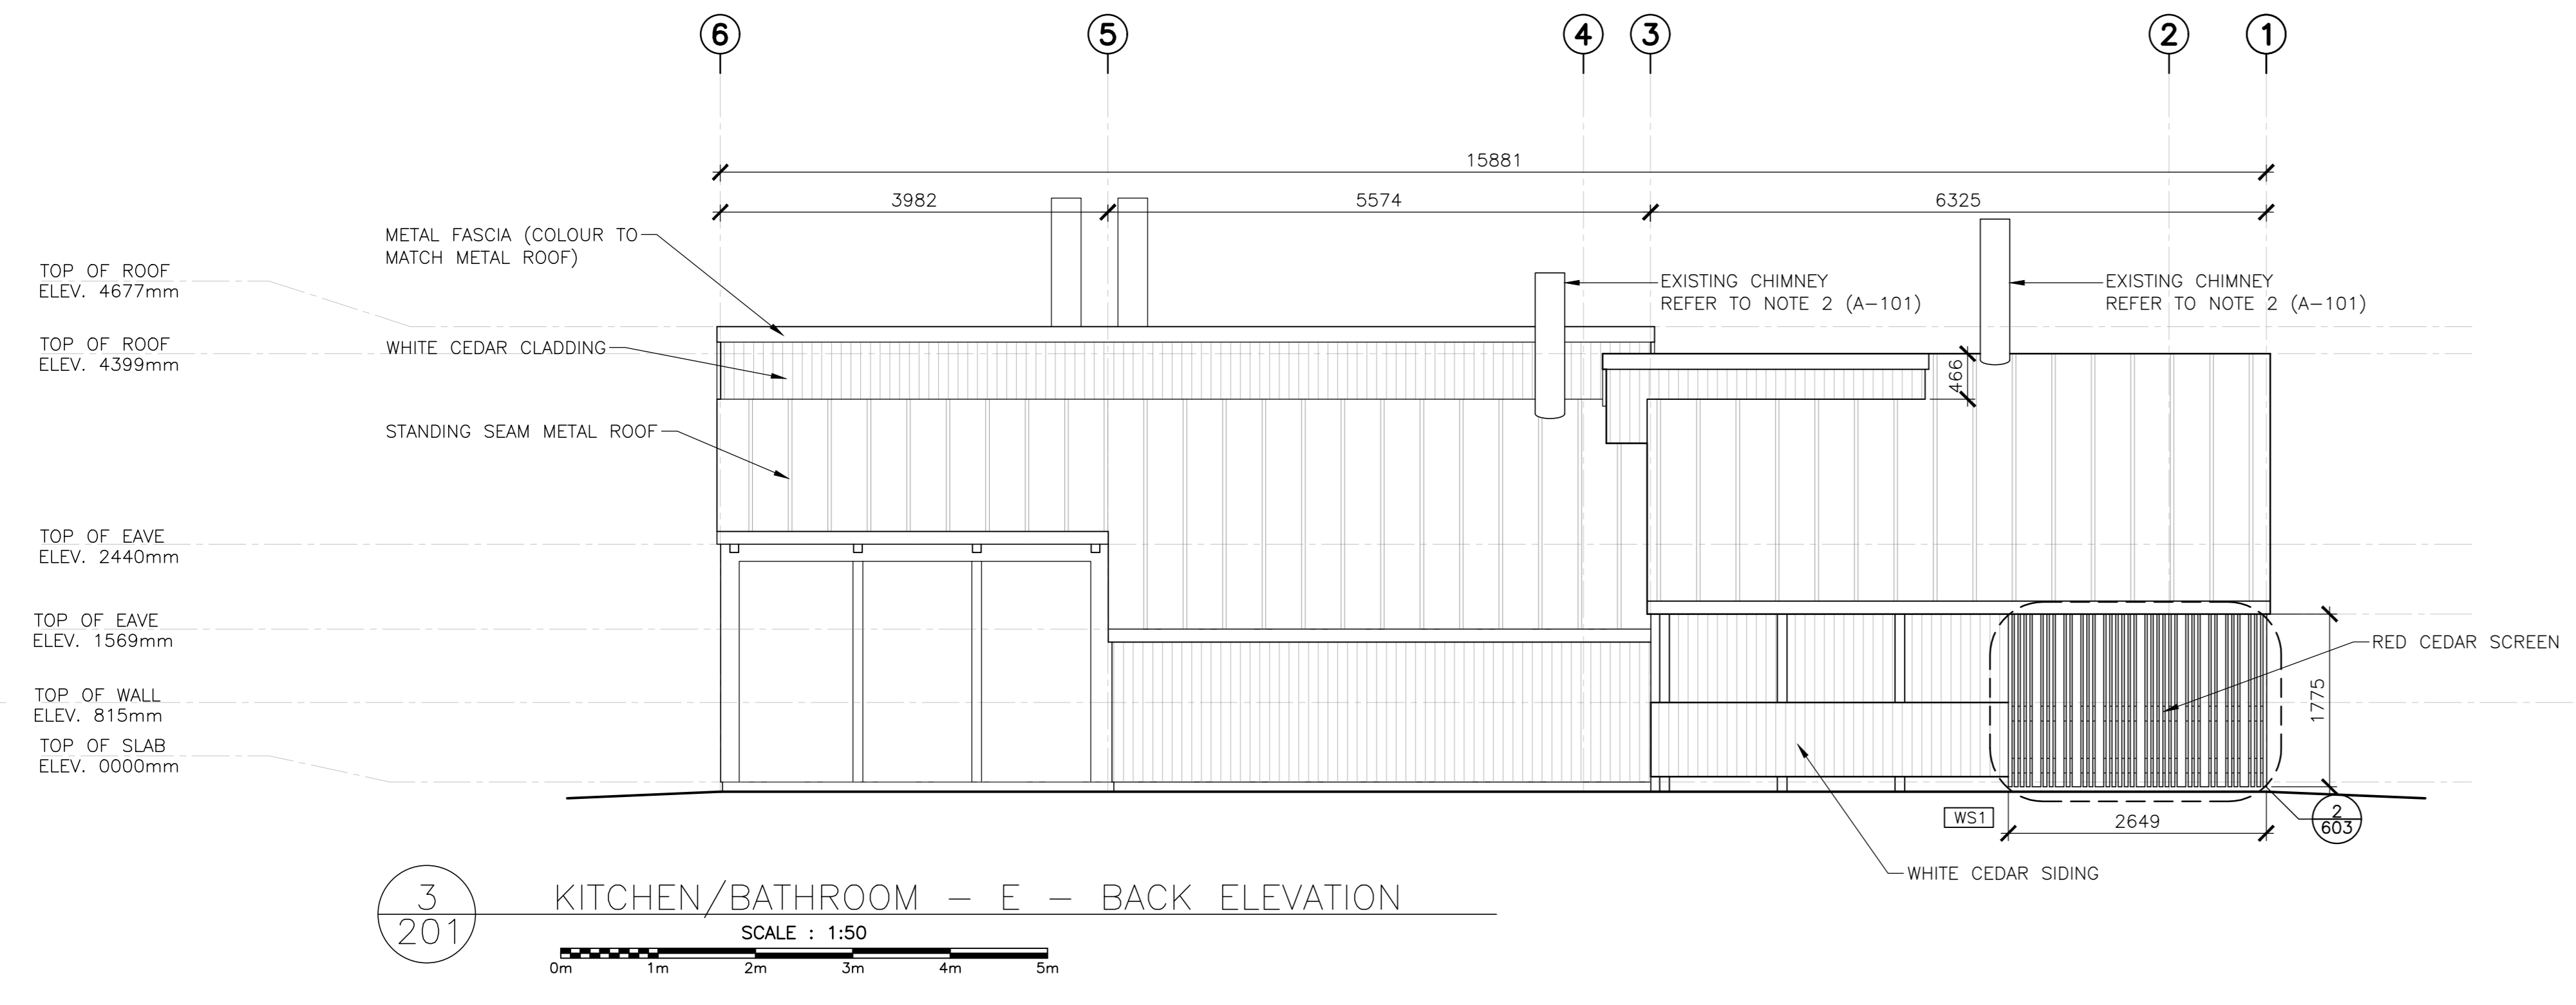 6 5 4 3 2 1
15881
3982 5574 6325
METAL FASCIA (COLOUR TO
MATCH METAL ROOF)
TOP OF ROOF
ELEV. 4677mm
EXISTING CHIMNEY
REFER TO NOTE 2 (A-101)
EXISTING CHIMNEY
REFER TO NOTE 2 (A-101)
TOP OF ROOF
ELEV. 4399mm
WHITE CEDAR CLADDING
466
STANDING SEAM METAL ROOF
TOP OF EAVE
ELEV. 2440mm
TOP OF EAVE
ELEV. 1569mm
RED CEDAR SCREEN
1775
TOP OF WALL
ELEV. 815mm
TOP OF SLAB
ELEV. 0000mm
WS1
2649
2
603
WHITE CEDAR SIDING
3
201
KITCHEN/BATHROOM - E - BACK ELEVATION
SCALE : 1:50
0m 1m 2m 3m 4m 5m